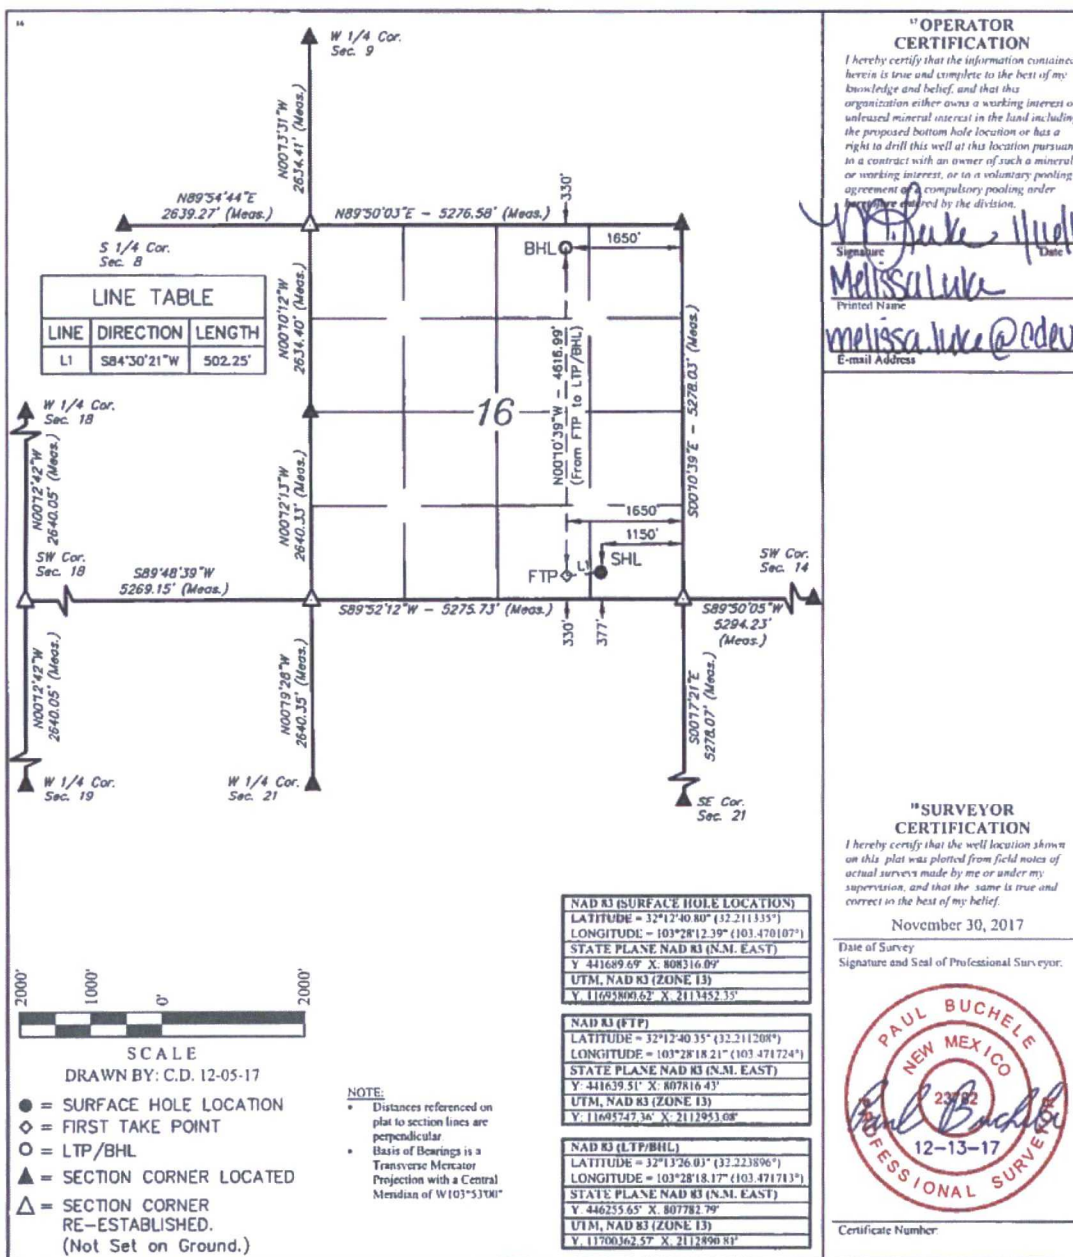 14
W 1/4 Cor.
Sec. 9
N00°13'31"W
2634.41' (Meas.)
N89°54'44"E
2639.27' (Meas.)
N89°50'03"E - 5276.58' (Meas.)
330'
S 1/4 Cor.
Sec. 8
BHL
1650'
LINE TABLE
LINE DIRECTION LENGTH
L1 S84°30'21"W 502.25'
N00°10'12"W
2634.40' (Meas.)
N00°10'39"W - 4616.99'
(From FTP to LTP/BHL)
S00°10'39"E - 5278.03' (Meas.)
16
W 1/4 Cor.
Sec. 18
N00°12'42"W
2640.05' (Meas.)
N00°12'13"W
2640.33' (Meas.)
1650'
1150'
SHL
FTP
L1
SW Cor.
Sec. 18
S89°48'39"W
5269.15' (Meas.)
SW Cor.
Sec. 14
S89°52'12"W - 5275.73' (Meas.)
330'
377'
S89°50'05"W
5294.23'
(Meas.)
N00°12'42"W
2640.05' (Meas.)
N00°19'28"W
2640.35' (Meas.)
S00°17'21"E
5278.07' (Meas.)
W 1/4 Cor.
Sec. 19
W 1/4 Cor.
Sec. 21
SE Cor.
Sec. 21
2000'
1000'
0'
2000'
SCALE
DRAWN BY: C.D. 12-05-17
● = SURFACE HOLE LOCATION
◇ = FIRST TAKE POINT
○ = LTP/BHL
▲ = SECTION CORNER LOCATED
△ = SECTION CORNER
RE-ESTABLISHED.
(Not Set on Ground.)
NOTE:
• Distances referenced on
plat to section lines are
perpendicular.
• Basis of Bearings is a
Transverse Mercator
Projection with a Central
Meridian of W103°53'00"
NAD 83 (SURFACE HOLE LOCATION)
LATITUDE = 32°12'40.80" (32.211335°)
LONGITUDE = 103°28'12.39" (103.470107°)
STATE PLANE NAD 83 (N.M. EAST)
Y: 441689.69' X: 808316.09'
UTM, NAD 83 (ZONE 13)
Y: 11695800.62' X: 2113452.35'
NAD 83 (FTP)
LATITUDE = 32°12'40.35" (32.211208°)
LONGITUDE = 103°28'18.21" (103.471724°)
STATE PLANE NAD 83 (N.M. EAST)
Y: 441639.51' X: 807816.43'
UTM, NAD 83 (ZONE 13)
Y: 11695747.36' X: 2112953.08'
NAD 83 (LTP/BHL)
LATITUDE = 32°13'26.03" (32.223896°)
LONGITUDE = 103°28'18.17" (103.471713°)
STATE PLANE NAD 83 (N.M. EAST)
Y: 446255.65' X: 807782.79'
UTM, NAD 83 (ZONE 13)
Y: 11700362.57' X: 2112890.81'
17 OPERATOR
CERTIFICATION
I hereby certify that the information contained
herein is true and complete to the best of my
knowledge and belief, and that this
organization either owns a working interest o
unleased mineral interest in the land including
the proposed bottom hole location or has a
right to drill this well at this location pursuan
to a contract with an owner of such a mineral
or working interest, or to a voluntary pooling
agreement or a compulsory pooling order
heretofore entered by the division.
Signature Date
Melissa Luke
Printed Name
melissa.luke@cdev
E-mail Address
18 SURVEYOR
CERTIFICATION
I hereby certify that the well location shown
on this plat was plotted from field notes of
actual surveys made by me or under my
supervision, and that the same is true and
correct to the best of my belief.
November 30, 2017
Date of Survey
Signature and Seal of Professional Surveyor:
PAUL BUCHELE
NEW MEXICO
23782
Paul Buchele
12-13-17
PROFESSIONAL SURVEYOR
Certificate Number: